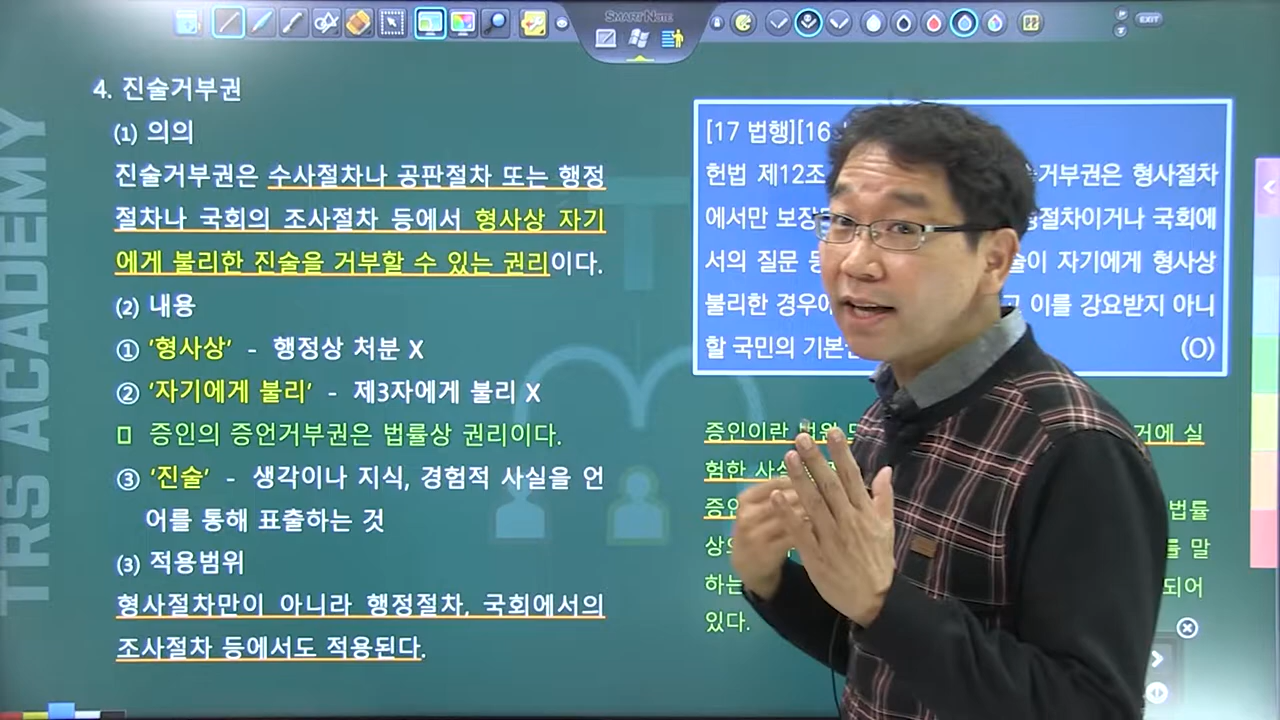 SMARTNOTE
EXIT
TRS ACADEMY
4. 진술거부권
(1) 의의
진술거부권은 수사절차나 공판절차 또는 행정
절차나 국회의 조사절차 등에서 형사상 자기
에게 불리한 진술을 거부할 수 있는 권리이다.
(2) 내용
① '형사상' - 행정상 처분 X
② '자기에게 불리' - 제3자에게 불리 X
증인의 증언거부권은 법률상 권리이다.
③ '진술' - 생각이나 지식, 경험적 사실을 언
어를 통해 표출하는 것
(3) 적용범위
형사절차만이 아니라 행정절차, 국회에서의
조사절차 등에서도 적용된다.
[17 법행][16
헌법 제12조 거부권은 형사절차
에서만 보장 절차이거나 국회에
서의 질문 자기에게 형사상
불리한 경우에 이를 강요받지 아니
할 국민의 기본 (O)
증인이란 법원 거에 실
험한 사실
증인 법률
상 를 말
하는 되어
있다.